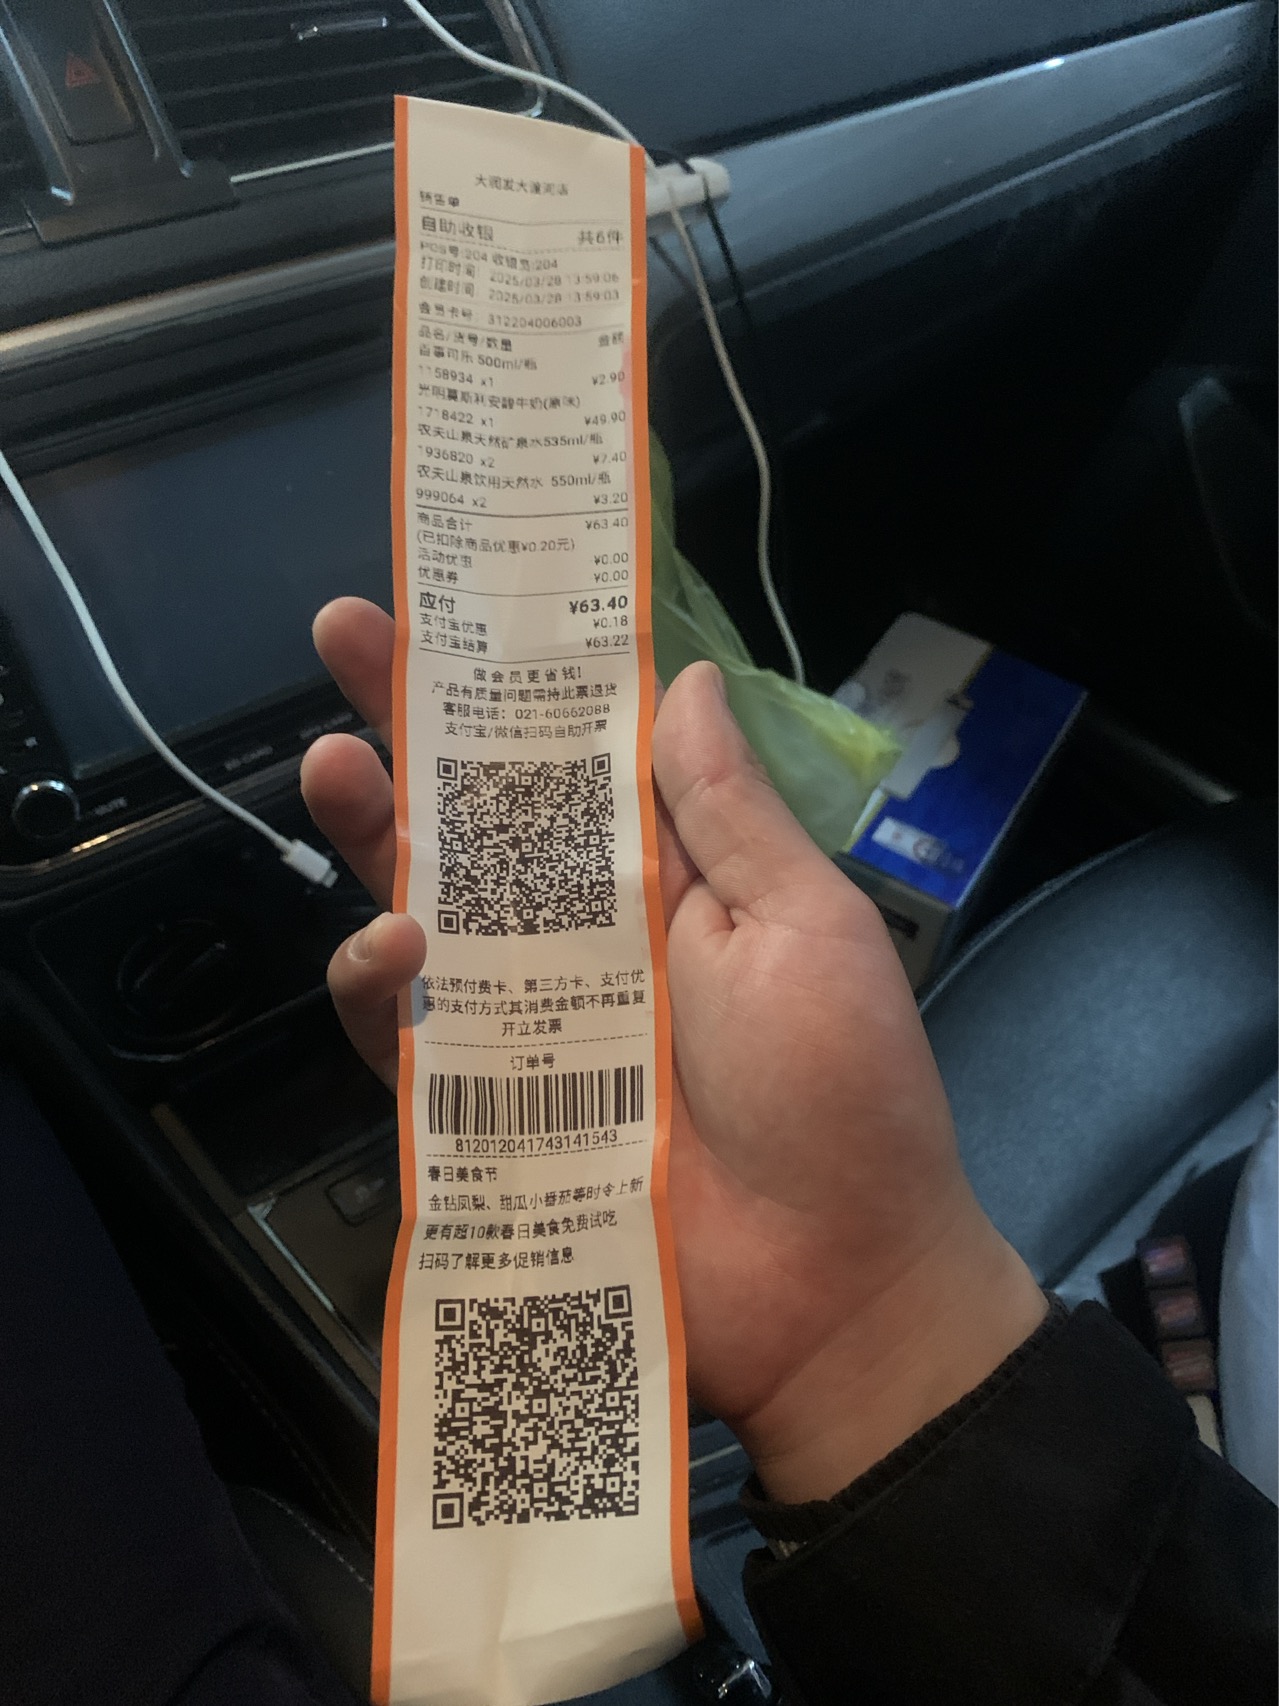 大润发大渡河店
销售单
自助收银 共6件
POS号:204 收银员:204
打印时间: 2025/03/28 13:59:06
创建时间: 2025/03/28 13:59:03
会员卡号: 312204006003
品名/货号/数量 金额
百事可乐 500ml/瓶
1158934 x1 ¥2.90
光明莫斯利安酸牛奶(原味)
1718422 x1 ¥49.90
农夫山泉天然矿泉水535ml/瓶
1936820 x2 ¥7.40
农夫山泉饮用天然水 550ml/瓶
999064 x2 ¥3.20
商品合计 ¥63.40
(已扣除商品优惠¥0.20元)
活动优惠 ¥0.00
优惠券 ¥0.00
应付 ¥63.40
支付宝优惠 ¥0.18
支付宝结算 ¥63.22
做会员更省钱!
产品有质量问题需持此票退货
客服电话: 021-60662088
支付宝/微信扫码自助开票
依法预付费卡、第三方卡、支付优
惠的支付方式其消费金额不再重复
开立发票
订单号
812012041743141543
春日美食节
金钻凤梨、甜瓜小番茄等时令上新
更有超10款春日美食免费试吃
扫码了解更多促销信息
MUTE